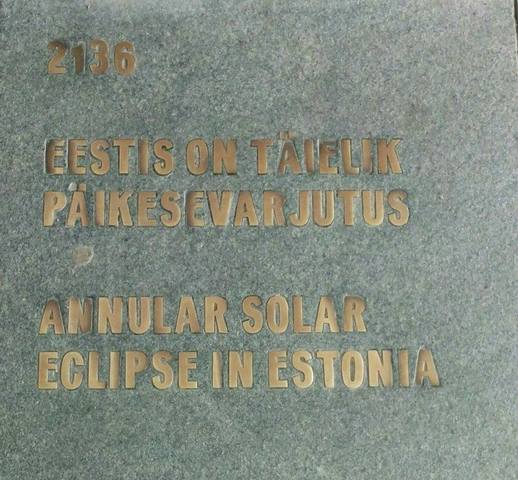 2136
EESTIS ON TÄIELIK
PÄIKESEVARJUTUS
ANNULAR SOLAR
ECLIPSE IN ESTONIA